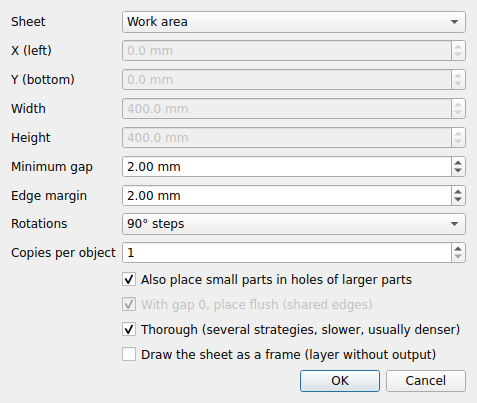 Sheet Work area
X (left) 0.0 mm
Y (bottom) 0.0 mm
Width 400.0 mm
Height 400.0 mm
Minimum gap 2.00 mm
Edge margin 2.00 mm
Rotations 90° steps
Copies per object 1
Also place small parts in holes of larger parts
With gap 0, place flush (shared edges)
Thorough (several strategies, slower, usually denser)
Draw the sheet as a frame (layer without output)
OK Cancel